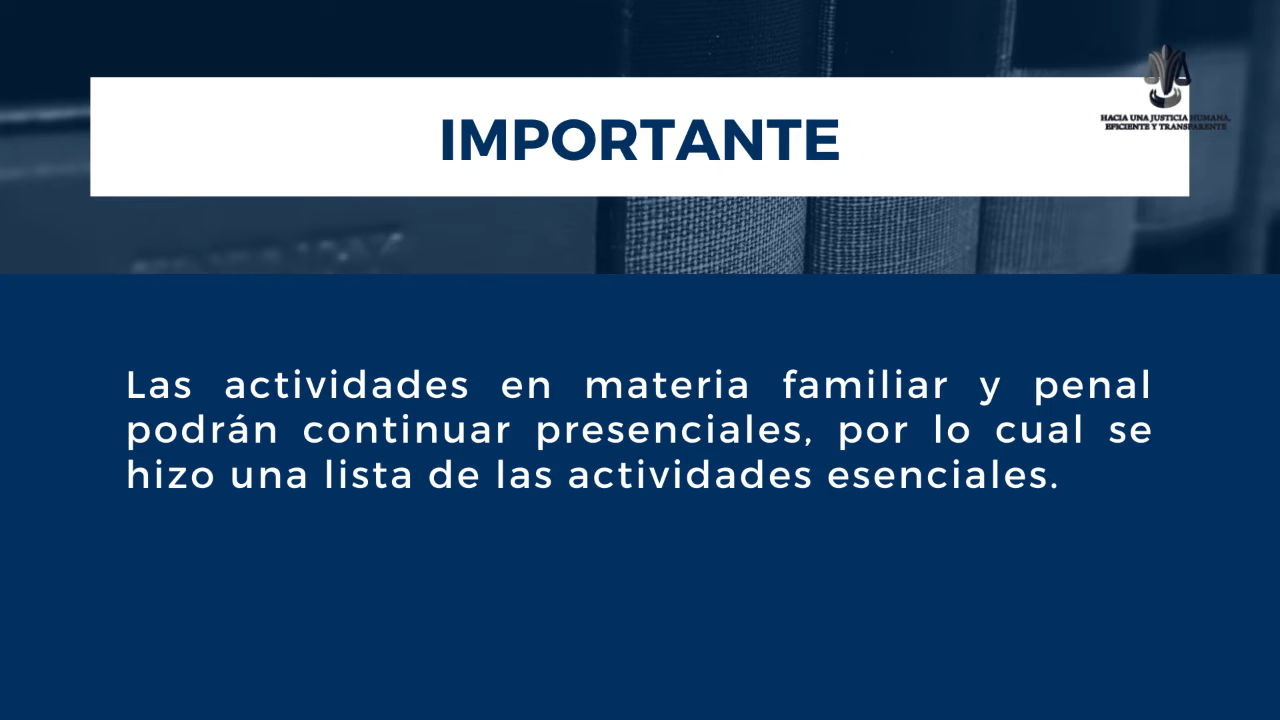 IMPORTANTE
HACIA UNA JUSTICIA HUMANA,
EFICIENTE Y TRANSPARENTE
Las actividades en materia familiar y penal
podrán continuar presenciales, por lo cual se
hizo una lista de las actividades esenciales.